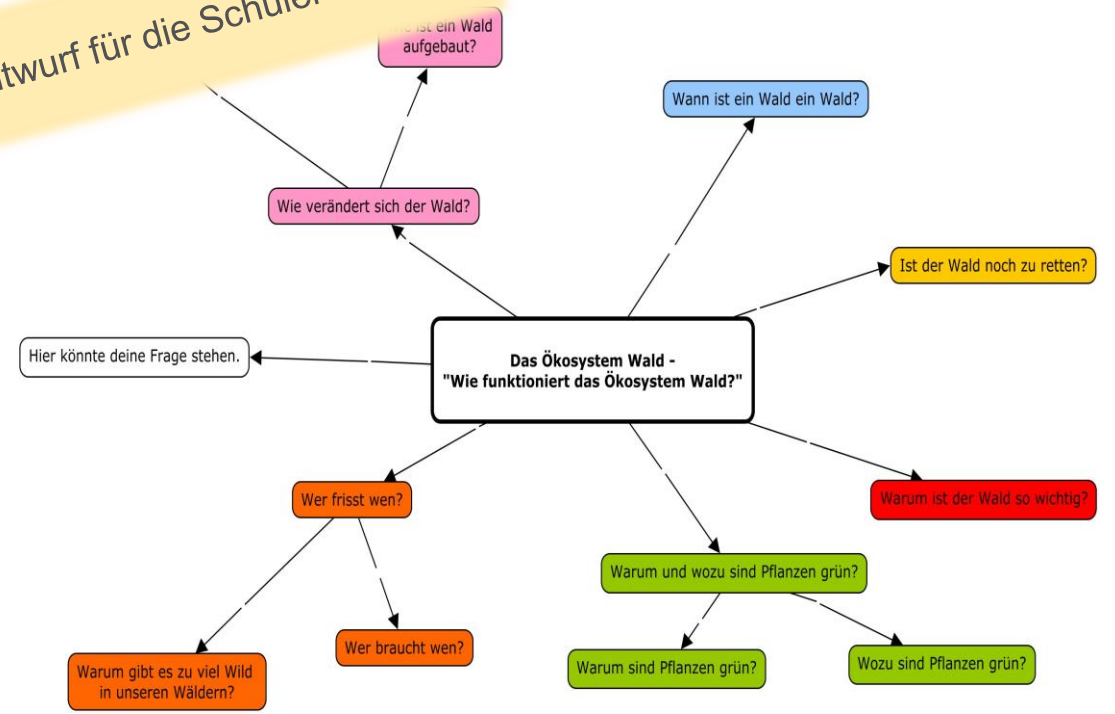 für die Schüler
ist ein Wald
aufgebaut?
Wann ist ein Wald ein Wald?
Wie verändert sich der Wald?
Ist der Wald noch zu retten?
Hier könnte deine Frage stehen.
Das Ökosystem Wald -
"Wie funktioniert das Ökosystem Wald?"
Wer frisst wen?
Warum ist der Wald so wichtig?
Warum und wozu sind Pflanzen grün?
Wer braucht wen?
Warum gibt es zu viel Wild
in unseren Wäldern?
Warum sind Pflanzen grün?
Wozu sind Pflanzen grün?